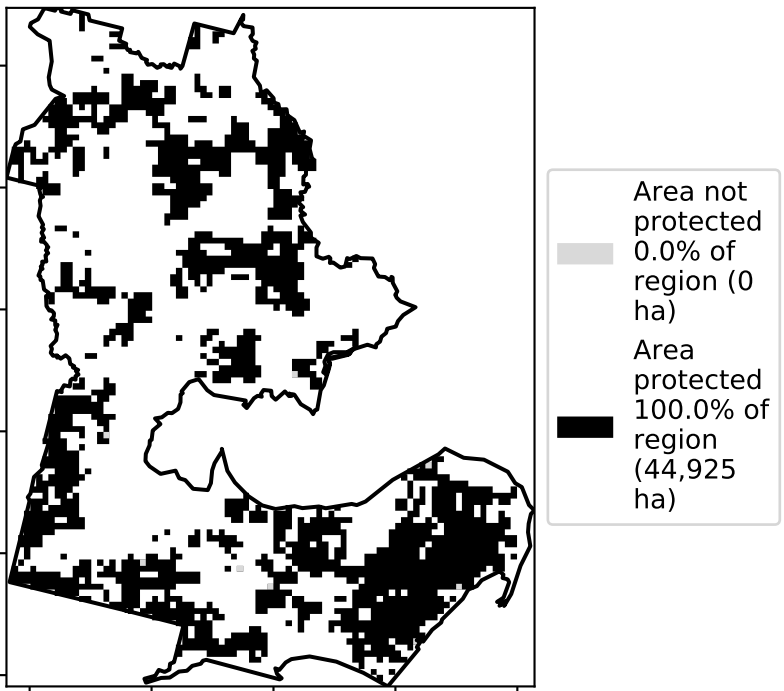 Area not
protected
0.0% of
region (0
ha)
Area
protected
100.0% of
region
(44,925
ha)